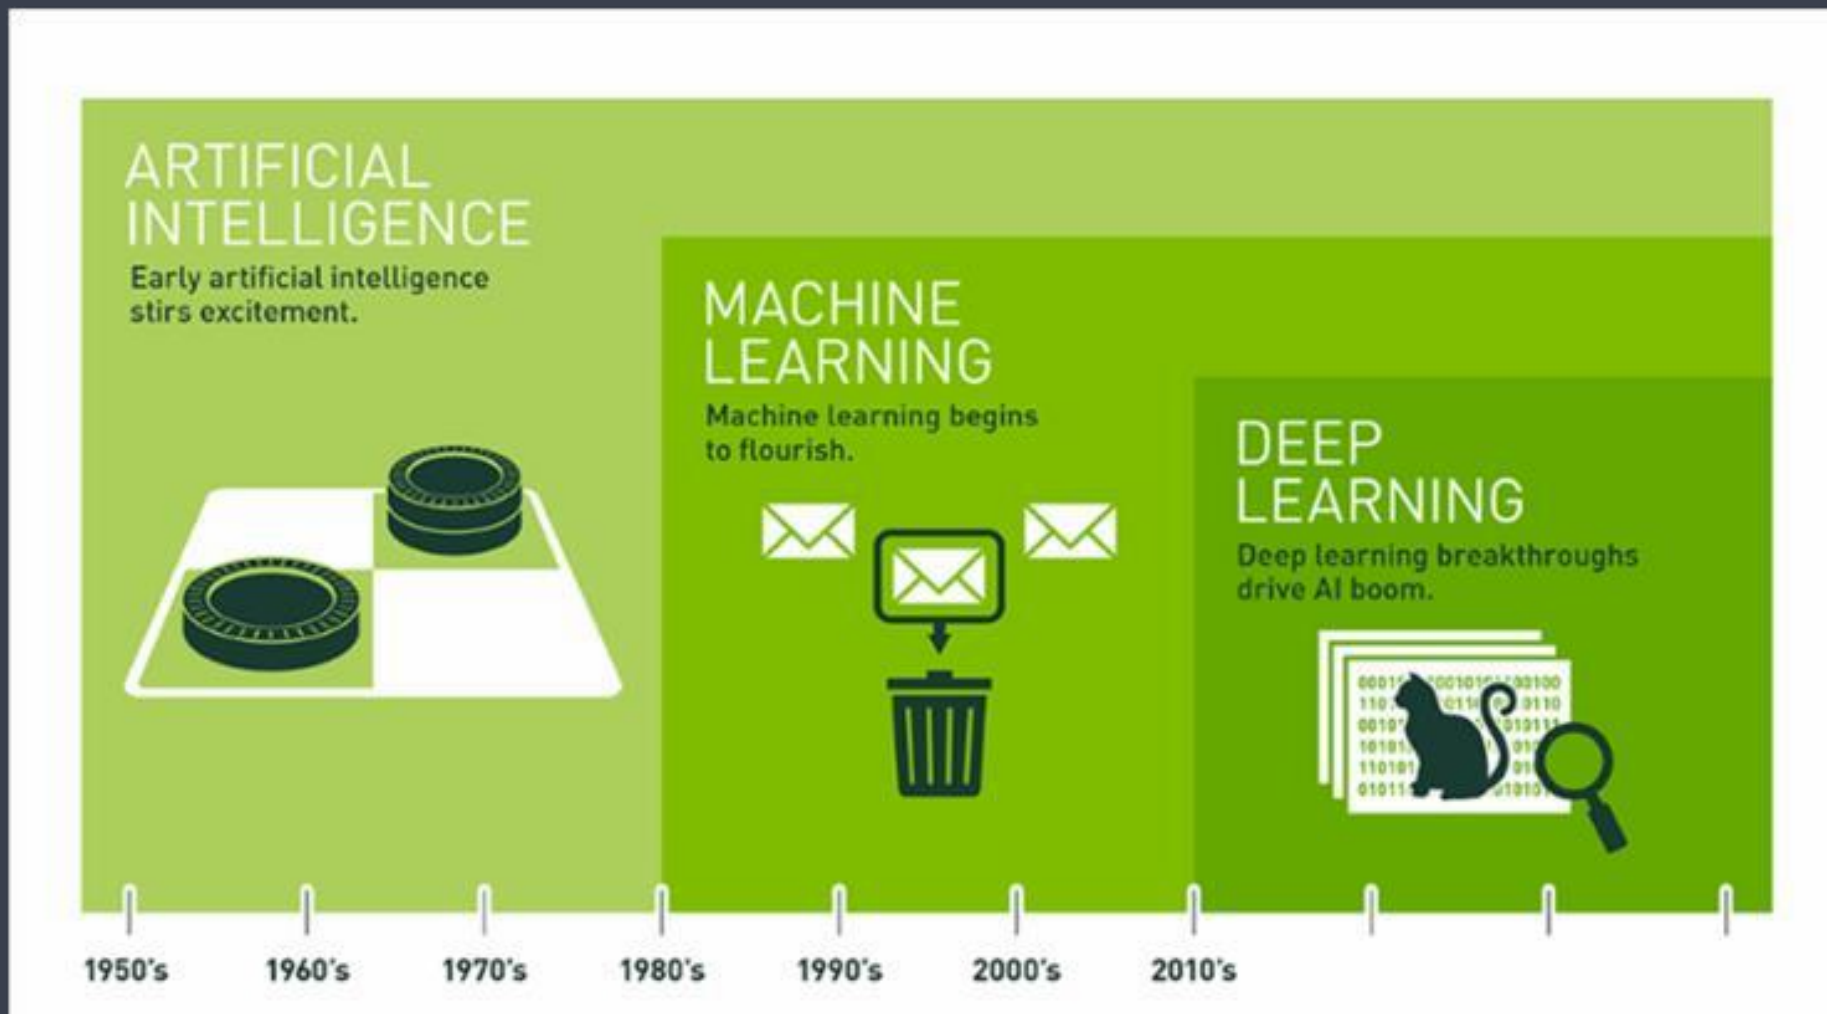 ARTIFICIAL
INTELLIGENCE
Early artificial intelligence
stirs excitement.
MACHINE
LEARNING
Machine learning begins
to flourish.
DEEP
LEARNING
Deep learning breakthroughs
drive AI boom.
1950's
1960's
1970's
1980's
1990's
2000's
2010's